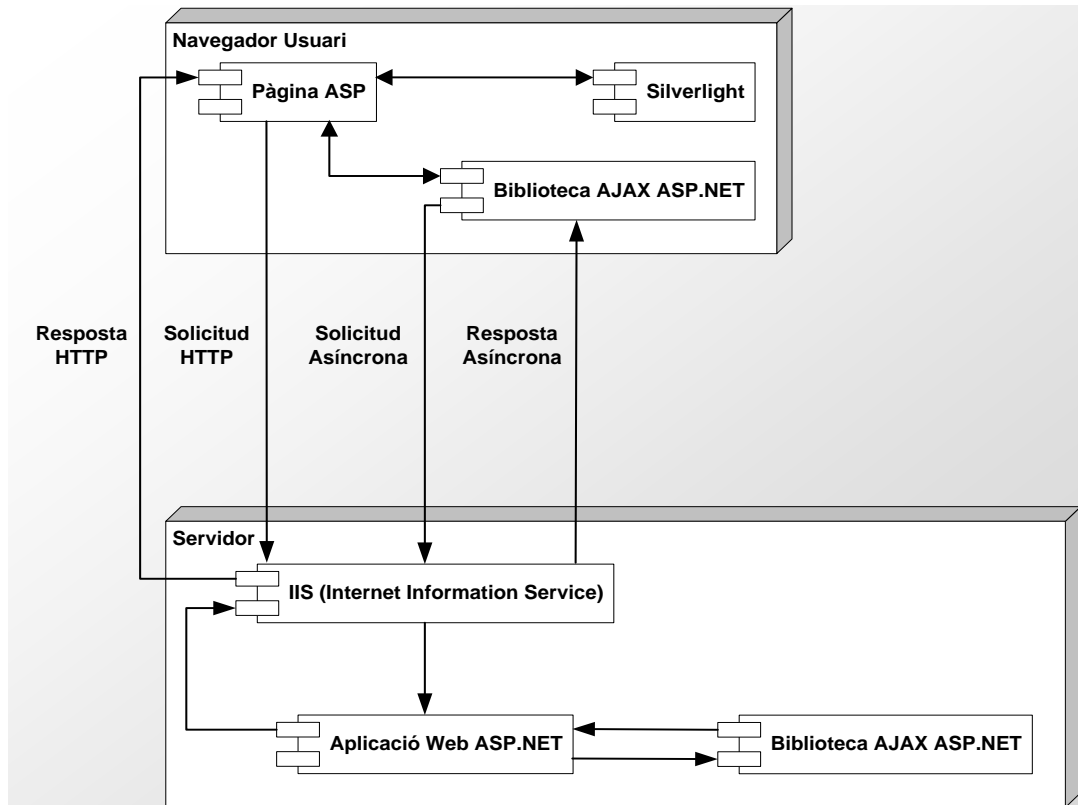 Navegador Usuari
Pàgina ASP
Silverlight
Biblioteca AJAX ASP.NET
Resposta
HTTP
Solicitud
HTTP
Solicitud
Asíncrona
Resposta
Asíncrona
Servidor
IIS (Internet Information Service)
Aplicació Web ASP.NET
Biblioteca AJAX ASP.NET